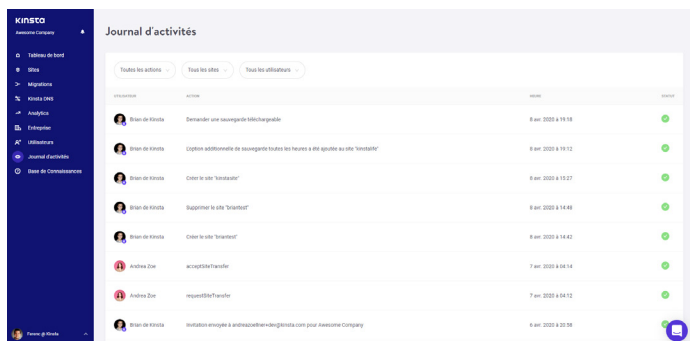 KINSTA
Awesome Company
Tableau de bord
Sites
Migrations
Kinsta DNS
Analytics
Entreprise
Utilisateurs
Journal d'activités
Base de Connaissances
Fanny @ Kinsta
Journal d'activités
Toutes les actions
Tous les sites
Tous les utilisateurs
UTILISATEUR ACTION HEURE STATUT
Brian de Kinsta Demander une sauvegarde téléchargeable 8 avr. 2020 à 19:18
Brian de Kinsta L'option additionnelle de sauvegarde toutes les heures a été ajoutée au site "kinstalife" 8 avr. 2020 à 19:12
Brian de Kinsta Créer le site "kinstasite" 8 avr. 2020 à 15:27
Brian de Kinsta Supprimer le site "briantest" 8 avr. 2020 à 14:48
Brian de Kinsta Créer le site "briantest" 8 avr. 2020 à 14:42
Andrea Zoe acceptSiteTransfer 7 avr. 2020 à 04:14
Andrea Zoe requestSiteTransfer 7 avr. 2020 à 04:12
Brian de Kinsta Invitation envoyée à andreazoellner+dev@kinsta.com pour Awesome Company 6 avr. 2020 à 20:58